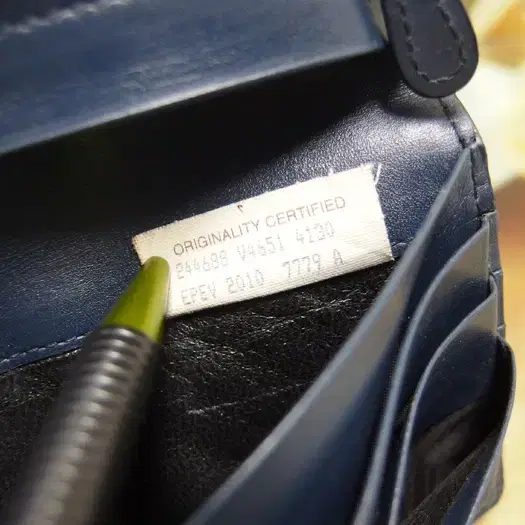 ORIGINALITY CERTIFIED
244688 V4651 4130
EPEV 2010 7779 A